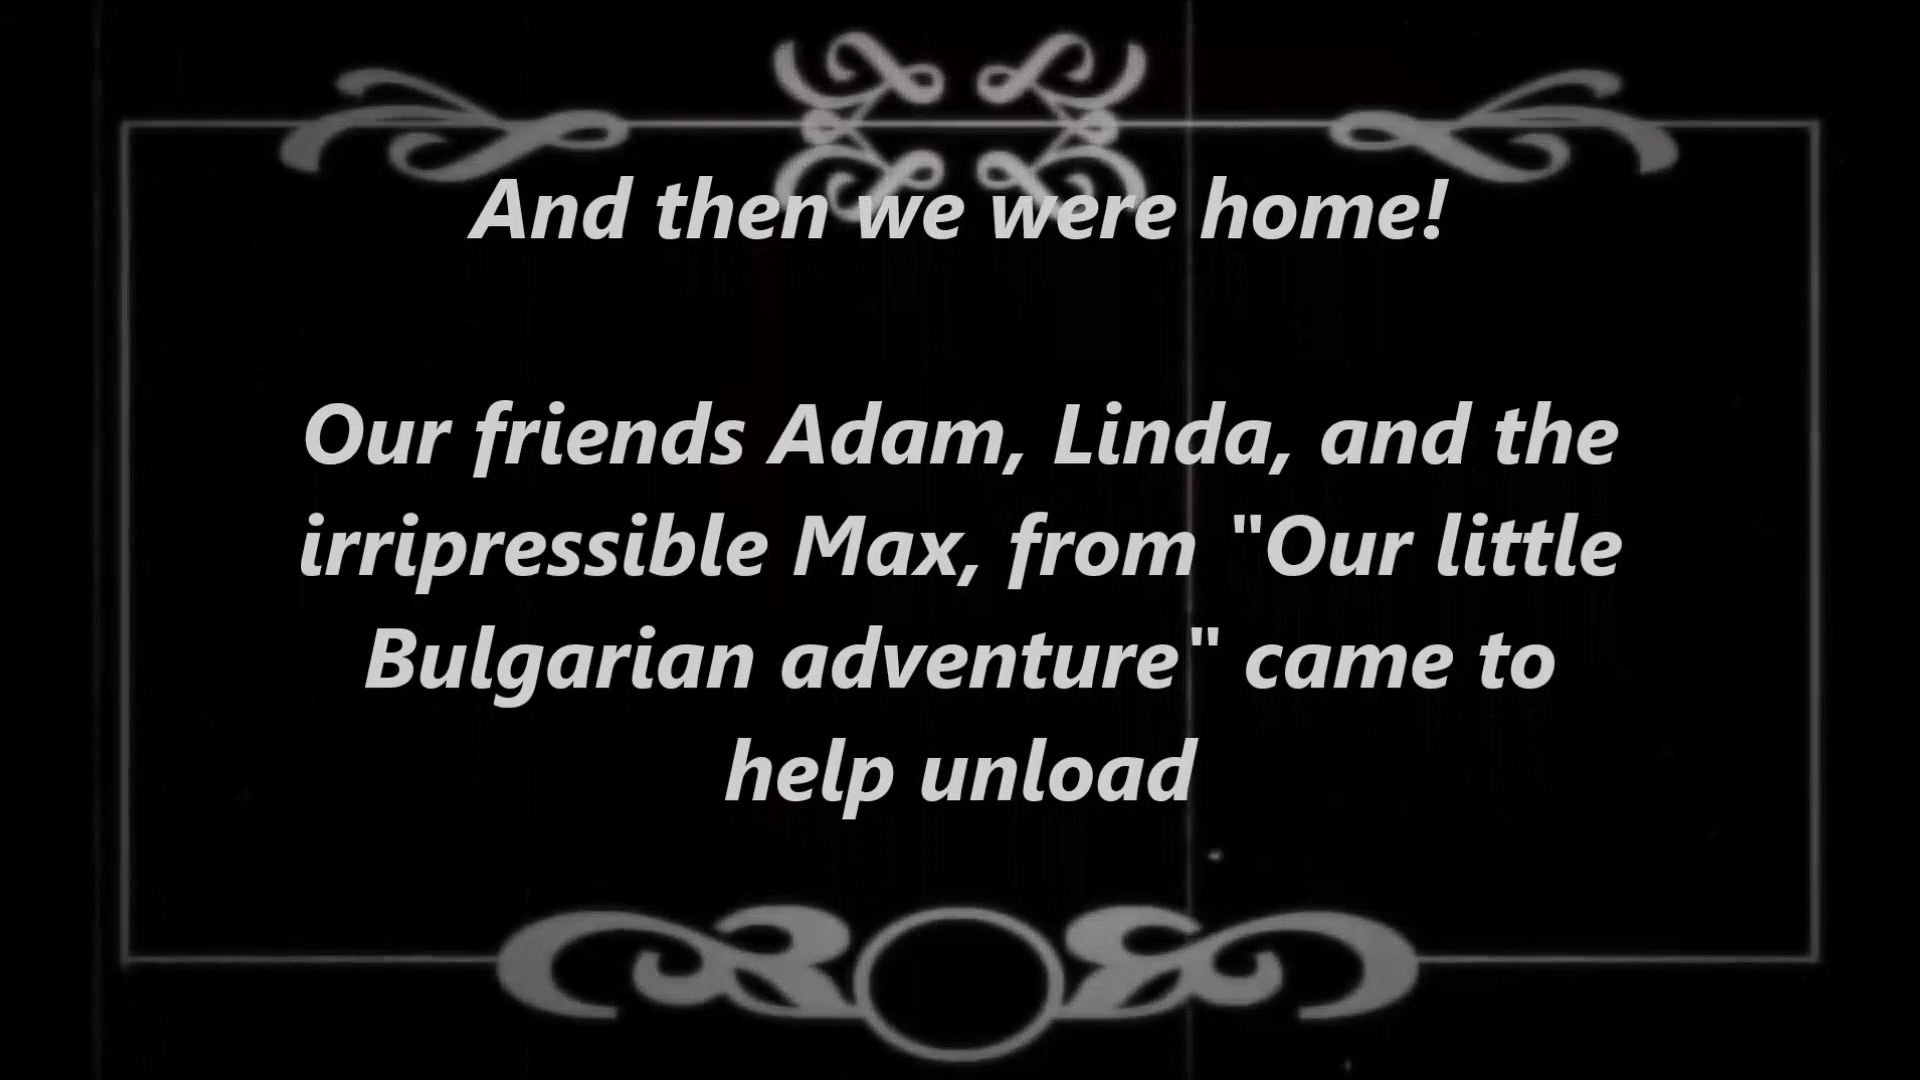 And then we were home!
Our friends Adam, Linda, and the
irripressible Max, from "Our little
Bulgarian adventure" came to
help unload